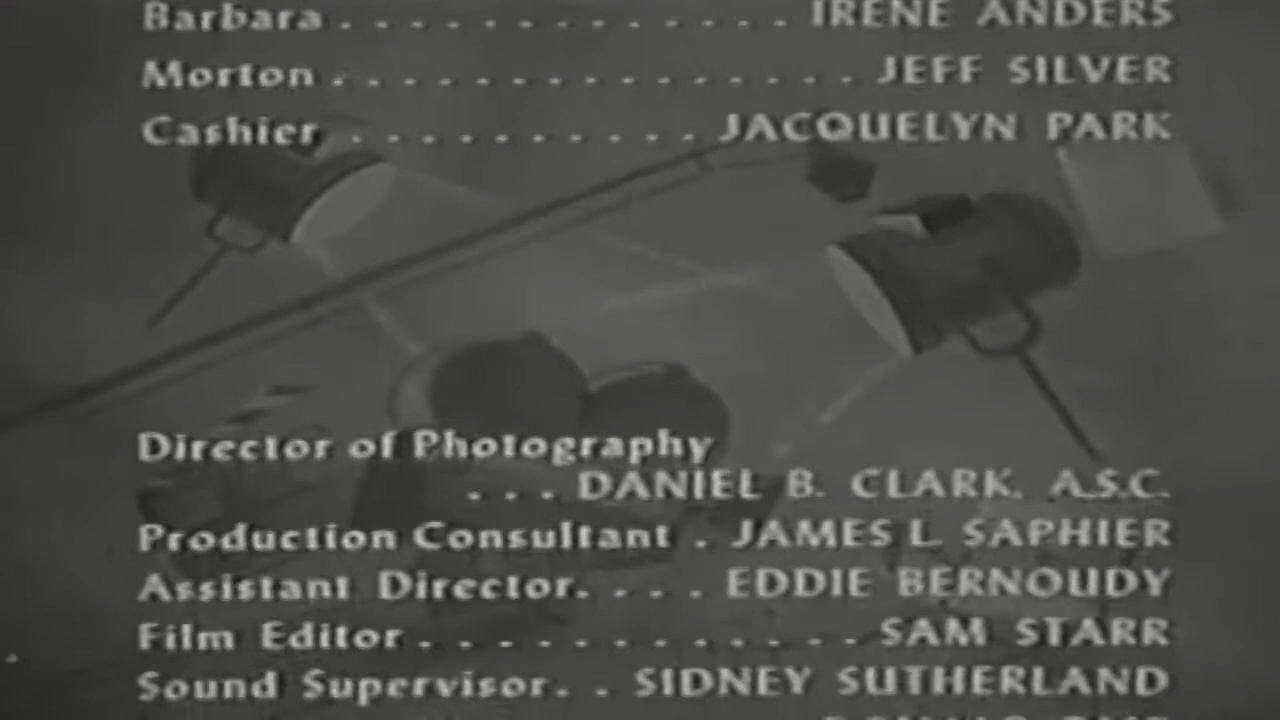 Barbara . . . . . . . . . . . . . IRENE ANDERS
Morton . . . . . . . . . . . . . . . . JEFF SILVER
Cashier . . . . . . . . . . JACQUELYN PARK
Director of Photography
. . . DANIEL B. CLARK, A.S.C.
Production Consultant . JAMES L. SAPHIER
Assistant Director. . . . EDDIE BERNOUDY
Film Editor . . . . . . . . . . . . . SAM STARR
Sound Supervisor. . SIDNEY SUTHERLAND